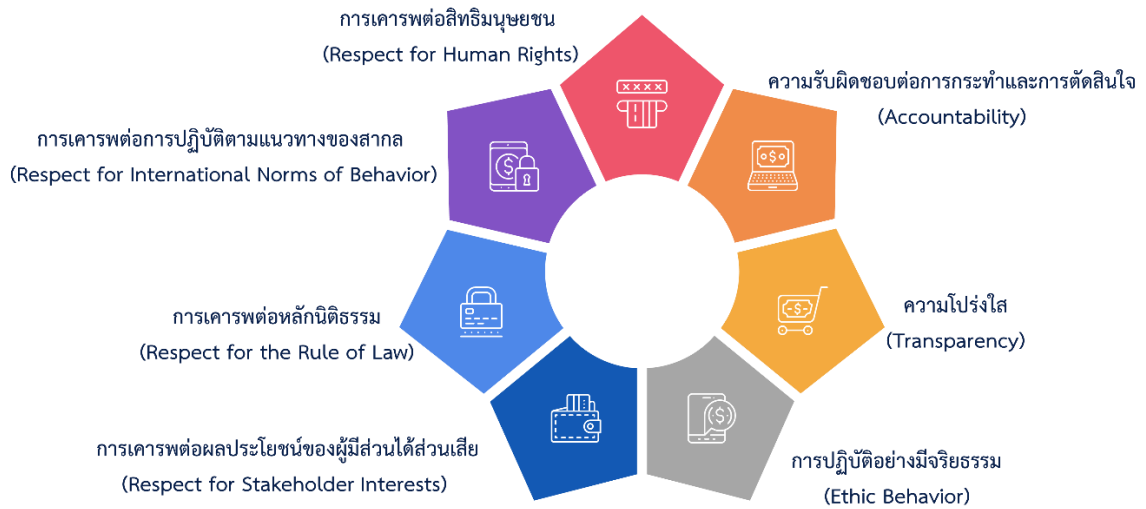 การเคารพต่อสิทธิมนุษยชน
(Respect for Human Rights)
ความรับผิดชอบต่อการกระทำและการตัดสินใจ
(Accountability)
การเคารพต่อการปฏิบัติตามแนวทางของสากล
(Respect for International Norms of Behavior)
ความโปร่งใส
(Transparency)
การเคารพต่อหลักนิติธรรม
(Respect for the Rule of Law)
การเคารพต่อผลประโยชน์ของผู้มีส่วนได้ส่วนเสีย
(Respect for Stakeholder Interests)
การปฏิบัติอย่างมีจริยธรรม
(Ethic Behavior)